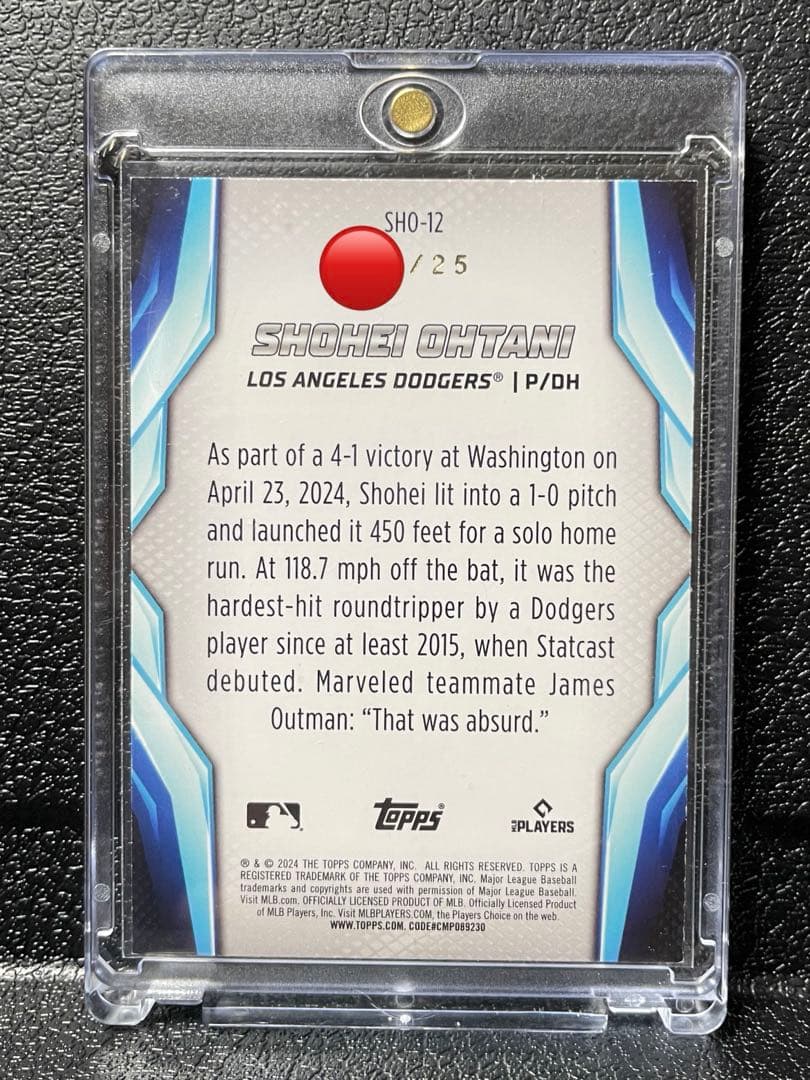 SHO-12
/25
SHOHEI OHTANI
LOS ANGELES DODGERS® | P/DH
As part of a 4-1 victory at Washington on
April 23, 2024, Shohei lit into a 1-0 pitch
and launched it 450 feet for a solo home
run. At 118.7 mph off the bat, it was the
hardest-hit roundtripper by a Dodgers
player since at least 2015, when Statcast
debuted. Marveled teammate James
Outman: “That was absurd.”
Topps®
MLB PLAYERS
® & © 2024 THE TOPPS COMPANY, INC. ALL RIGHTS RESERVED. TOPPS IS A
REGISTERED TRADEMARK OF THE TOPPS COMPANY, INC. Major League Baseball
trademarks and copyrights are used with permission of Major League Baseball.
Visit MLB.com. OFFICIALLY LICENSED PRODUCT OF MLB. Officially Licensed Product
of MLB Players, Inc. Visit MLBPLAYERS.COM, the Players Choice on the web.
WWW.TOPPS.COM. CODE#CMP089230